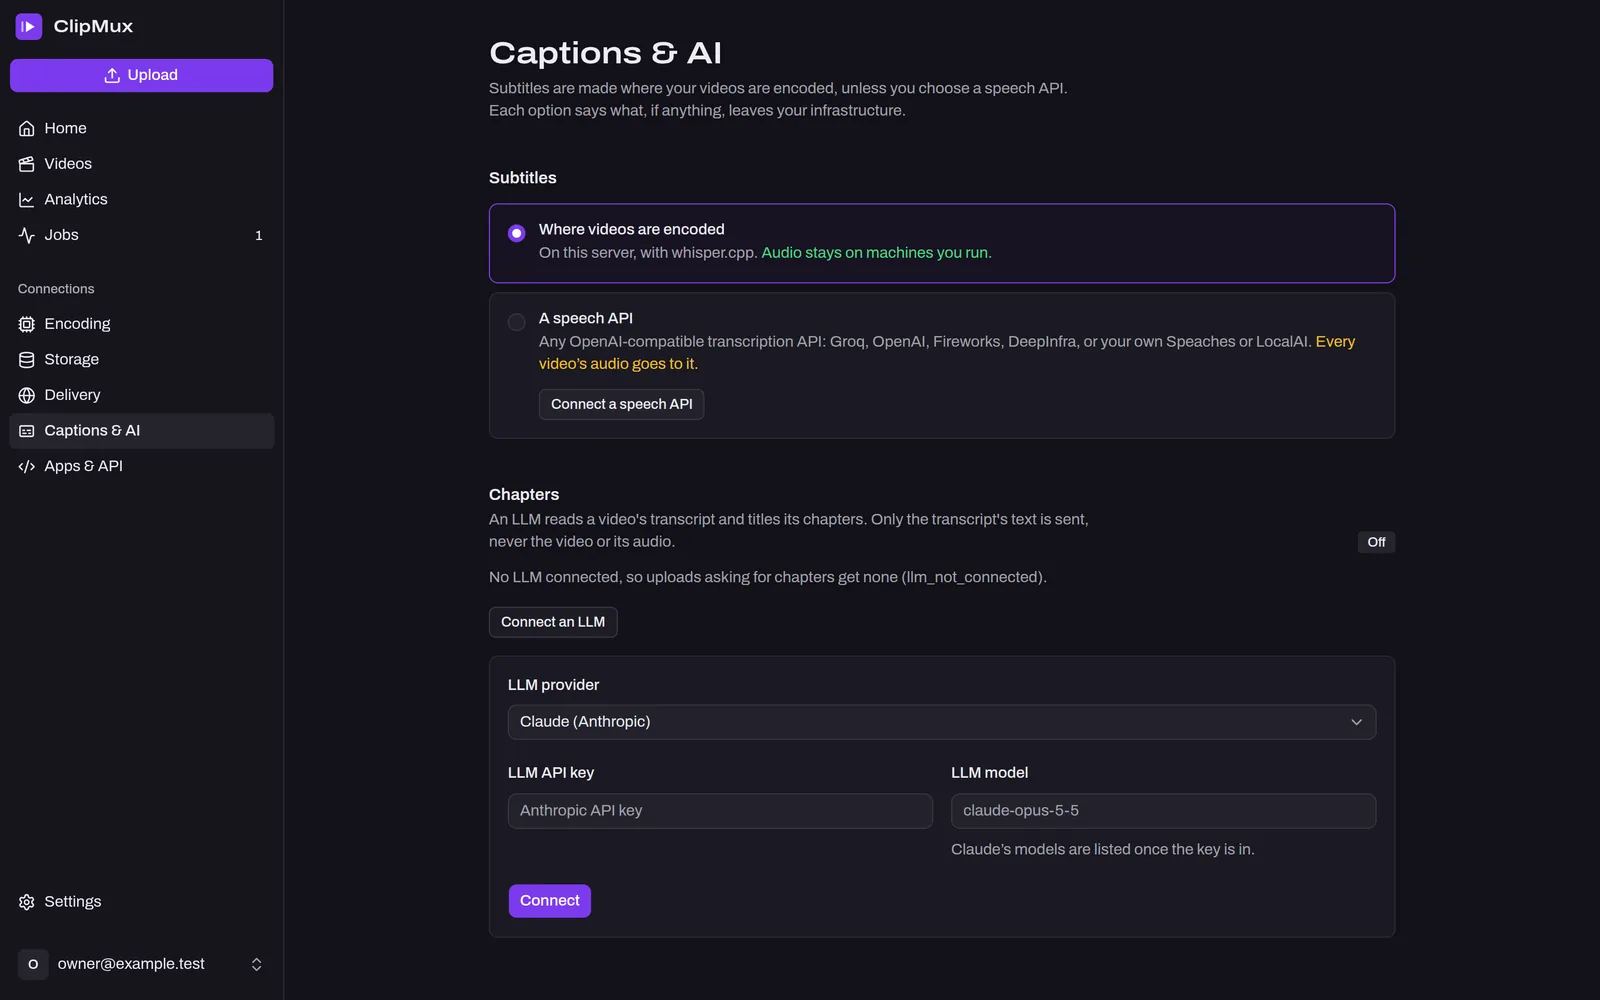 ClipMux
Upload
Home
Videos
Analytics
Jobs 1
Connections
Encoding
Storage
Delivery
Captions & AI
Apps & API
Settings
O owner@example.test
Captions & AI
Subtitles are made where your videos are encoded, unless you choose a speech API.
Each option says what, if anything, leaves your infrastructure.
Subtitles
Where videos are encoded
On this server, with whisper.cpp. Audio stays on machines you run.
A speech API
Any OpenAI-compatible transcription API: Groq, OpenAI, Fireworks, DeepInfra, or your own Speaches or LocalAI. Every
video’s audio goes to it.
Connect a speech API
Chapters
An LLM reads a video's transcript and titles its chapters. Only the transcript's text is sent,
never the video or its audio.
Off
No LLM connected, so uploads asking for chapters get none (llm_not_connected).
Connect an LLM
LLM provider
Claude (Anthropic)
LLM API key
Anthropic API key
LLM model
claude-opus-5-5
Claude’s models are listed once the key is in.
Connect